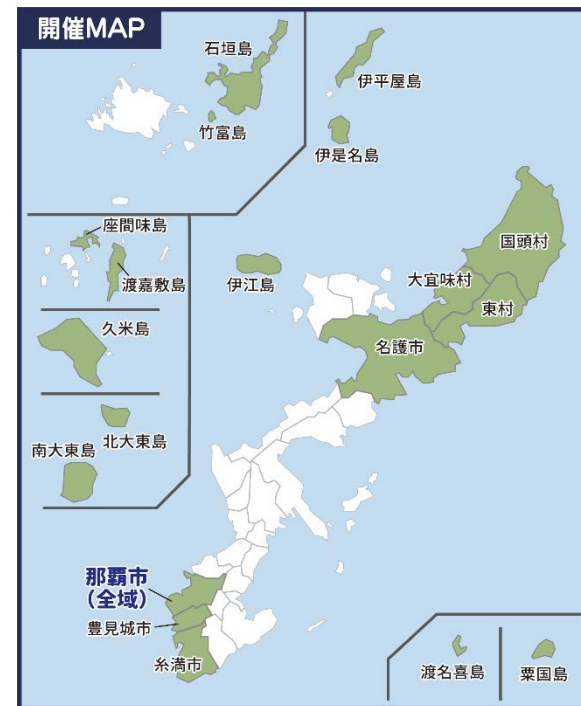 開催MAP
石垣島
竹富島
伊平屋島
伊是名島
座間味島
渡嘉敷島
伊江島
国頭村
大宜味村
東村
名護市
久米島
北大東島
南大東島
那覇市
(全域)
豊見城市
糸満市
渡名喜島
粟国島